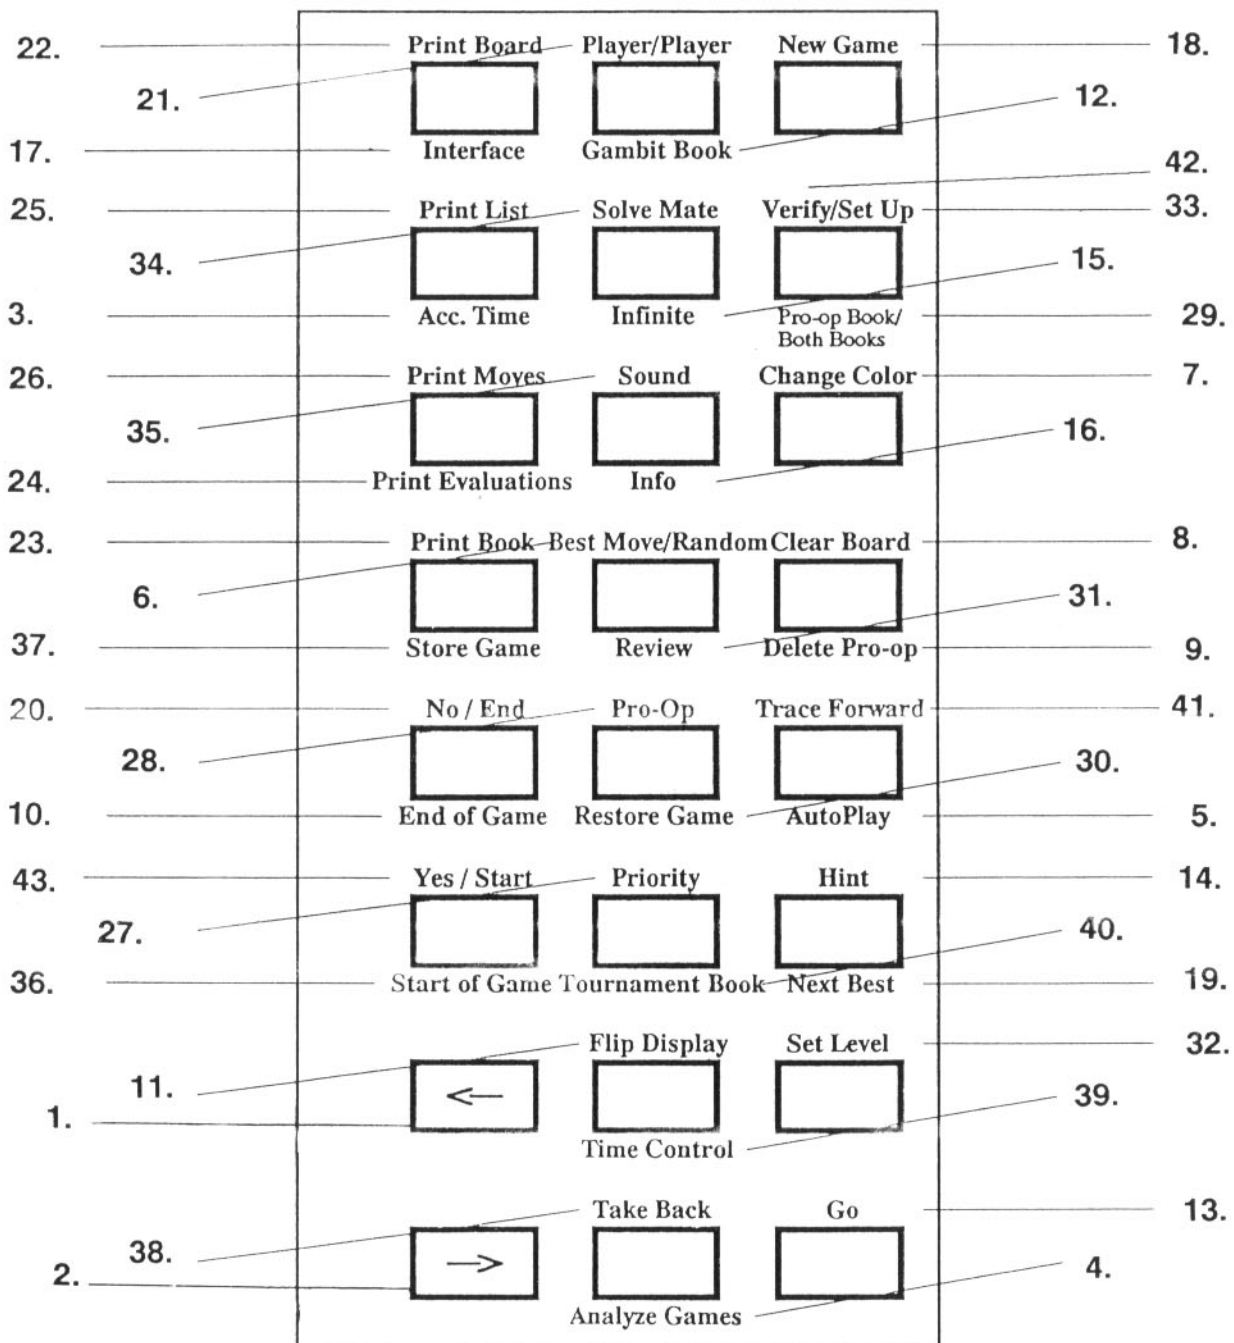 22. Print Board Player/Player New Game 18.
21. 12.
17. Interface Gambit Book
42.
25. Print List Solve Mate Verify/Set Up 33.
34. 15.
3. Acc. Time Infinite Pro-op Book/ 29.
Both Books
26. Print Moves Sound Change Color 7.
35. 16.
24. Print Evaluations Info
23. Print Book Best Move/Random Clear Board 8.
6. 31.
37. Store Game Review Delete Pro-op 9.
20. No / End Pro-Op Trace Forward 41.
28. 30.
10. End of Game Restore Game AutoPlay 5.
43. Yes / Start Priority Hint 14.
27. 40.
36. Start of Game Tournament Book Next Best 19.
Flip Display Set Level 32.
11. ← 39.
1.
Time Control
Take Back Go 13.
38. → 4.
2.
Analyze Games